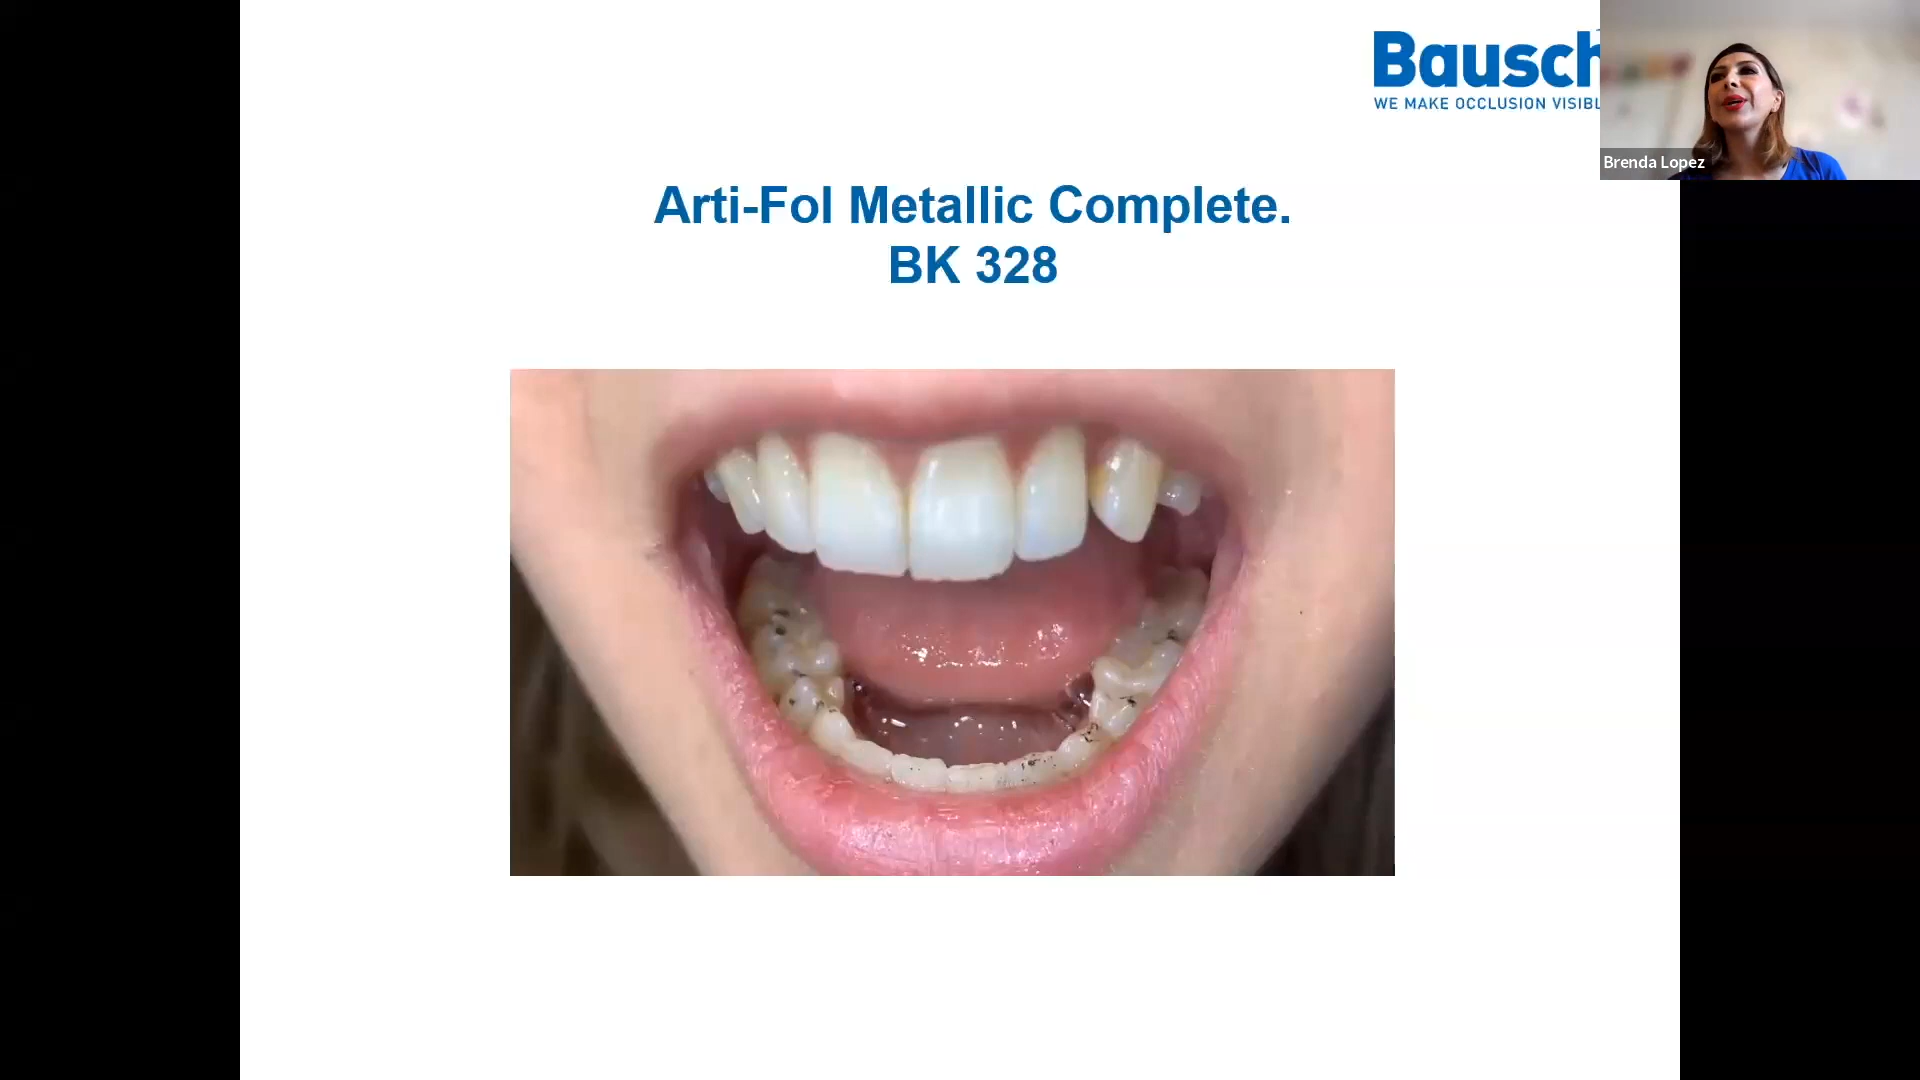 Bausch
WE MAKE OCCLUSION VISIBL
Brenda Lopez
Arti-Fol Metallic Complete.
BK 328